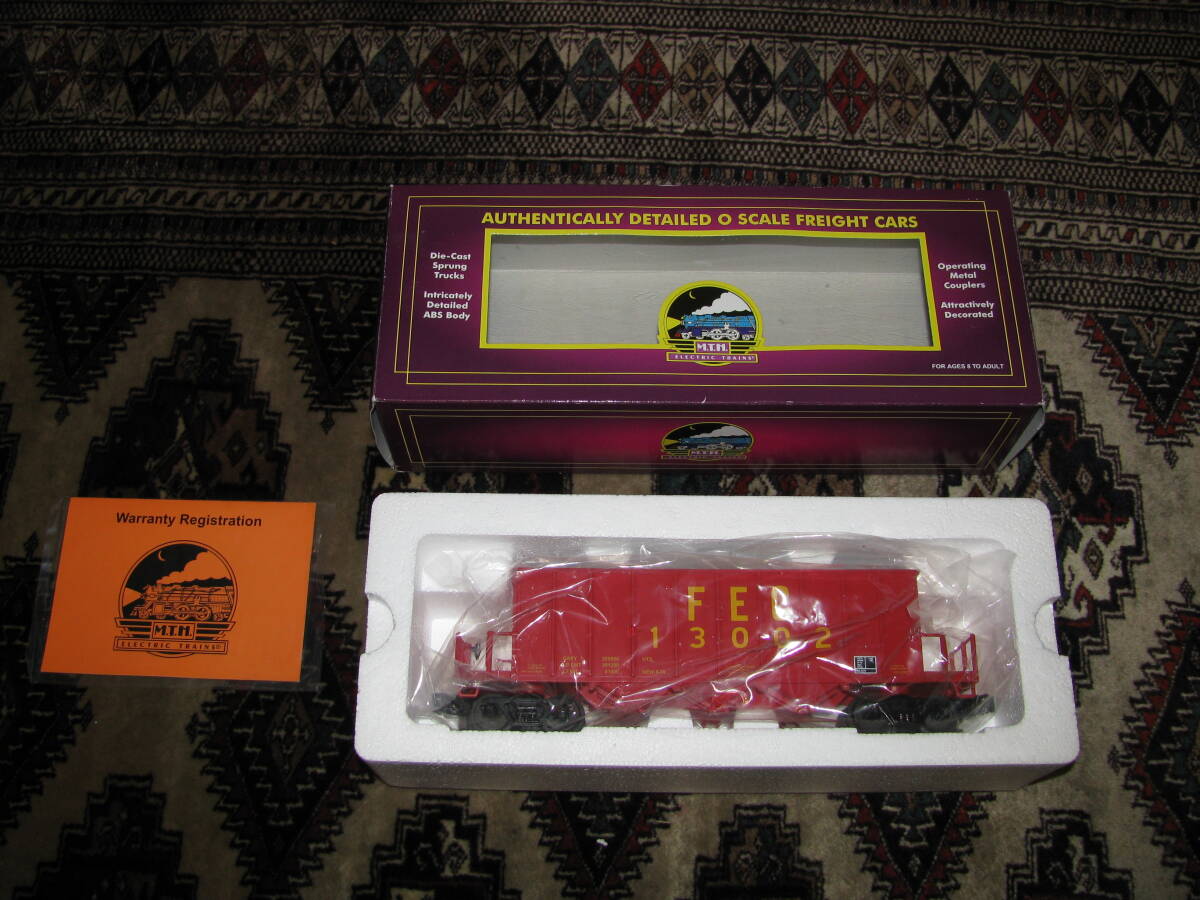 AUTHENTICALLY DETAILED O SCALE FREIGHT CARS
Die-Cast
Sprung
Trucks
Intricately
Detailed
ABS Body
Operating
Metal
Couplers
Attractively
Decorated
M.T.H.
ELECTRIC TRAINS®
FOR AGES 8 TO ADULT
M.T.H.
Warranty Registration
M.T.H.
ELECTRIC TRAINS®
FEC
13002